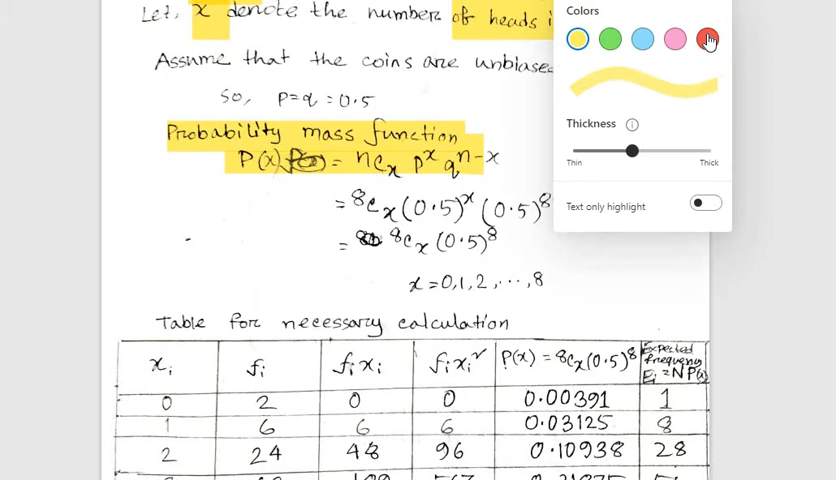 Let, x denote the number of heads i
Assume that the coins are unbiase
So, p=q=0.5
Probability mass function
P(x) = nCx p^x q^n-x
= 8Cx (0.5)^x (0.5)^8
= 8Cx (0.5)^8
x=0,1,2,...,8
Table for necessary calculation
xi fi fixi fixi² P(x) = 8Cx(0.5)^8 Expected frequency Ei = NP(x)
0 2 0 0 0.00391 1
1 6 6 6 0.03125 8
2 24 48 96 0.10938 28
Colors
Thickness
Thin Thick
Text only highlight